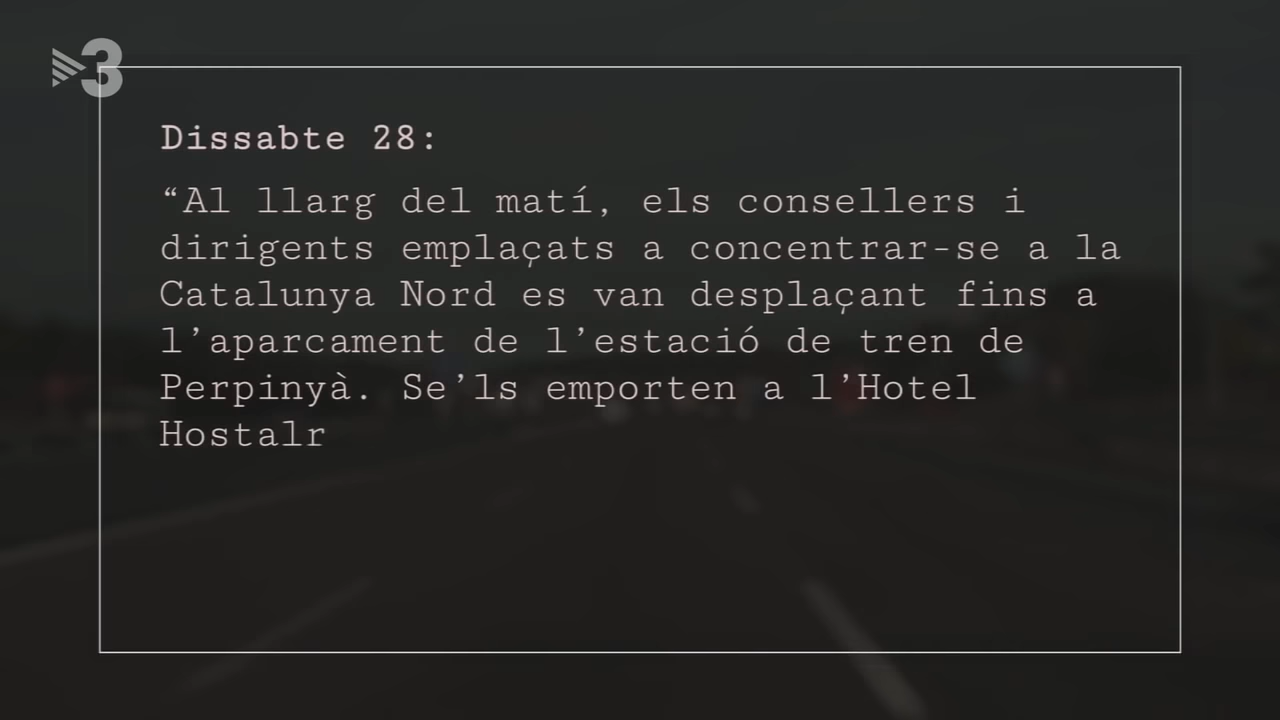 3
Dissabte 28:
“Al llarg del matí, els consellers i
dirigents emplaçats a concentrar-se a la
Catalunya Nord es van desplaçant fins a
l’aparcament de l’estació de tren de
Perpinyà. Se’ls emporten a l’Hotel
Hostalr